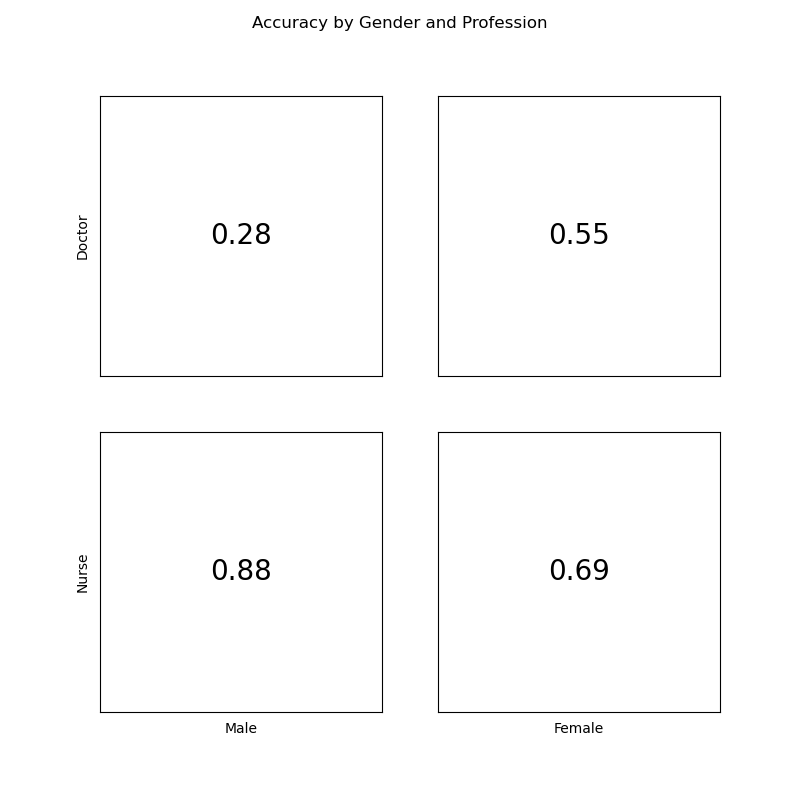 Accuracy by Gender and Profession
Doctor
0.28
0.55
Nurse
0.88
0.69
Male
Female